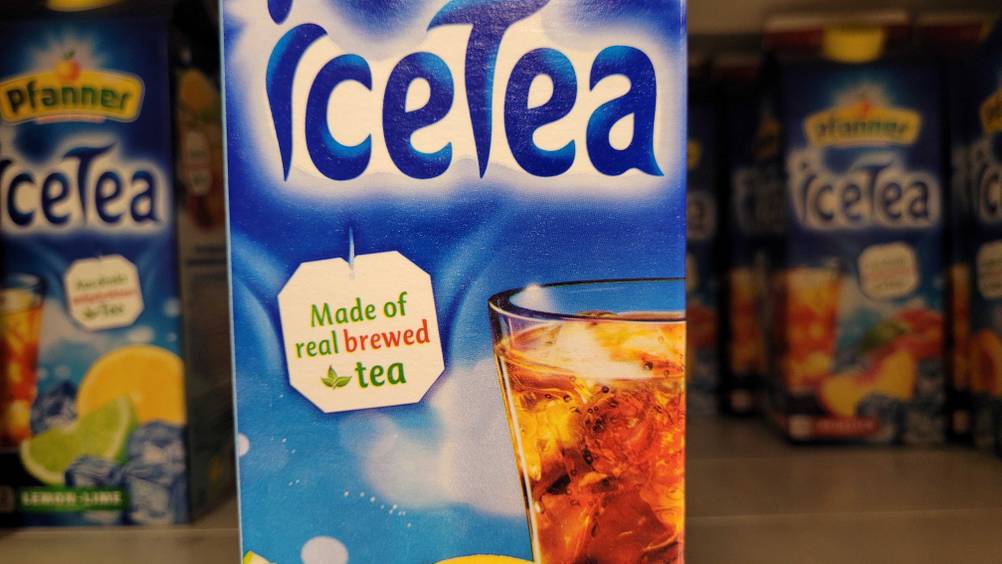 iceTea
Made of
real brewed
tea
Pfanner
iceTea
LEMON-LIME
Pfanner
iceTea